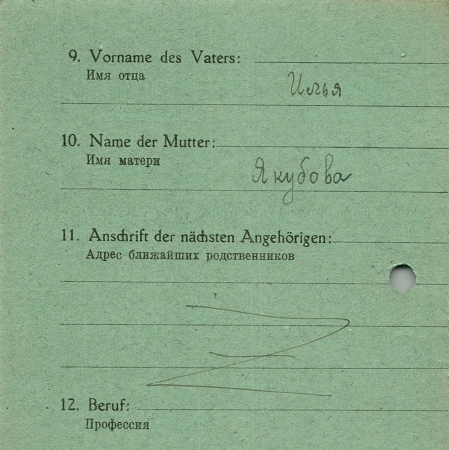 9. Vorname des Vaters:
Имя отца
Илья
10. Name der Mutter:
Имя матери
Якубова
11. Anschrift der nächsten Angehörigen:
Адрес ближайших родственников
12. Beruf:
Профессия